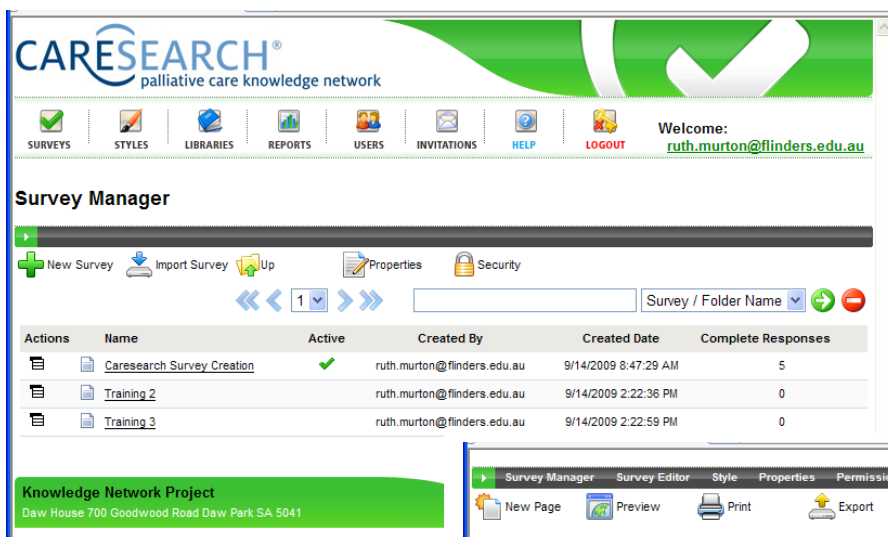 CARESEARCH®
palliative care knowledge network
SURVEYS STYLES LIBRARIES REPORTS USERS INVITATIONS HELP LOGOUT
Welcome:
ruth.murton@flinders.edu.au
Survey Manager
New Survey Import Survey Up Properties Security
1 Survey / Folder Name
Actions Name Active Created By Created Date Complete Responses
Caresearch Survey Creation ruth.murton@flinders.edu.au 9/14/2009 8:47:29 AM 5
Training 2 ruth.murton@flinders.edu.au 9/14/2009 2:22:36 PM 0
Training 3 ruth.murton@flinders.edu.au 9/14/2009 2:22:59 PM 0
Knowledge Network Project
Daw House 700 Goodwood Road Daw Park SA 5041
Survey Manager Survey Editor Style Properties Permissio
New Page Preview Print Export